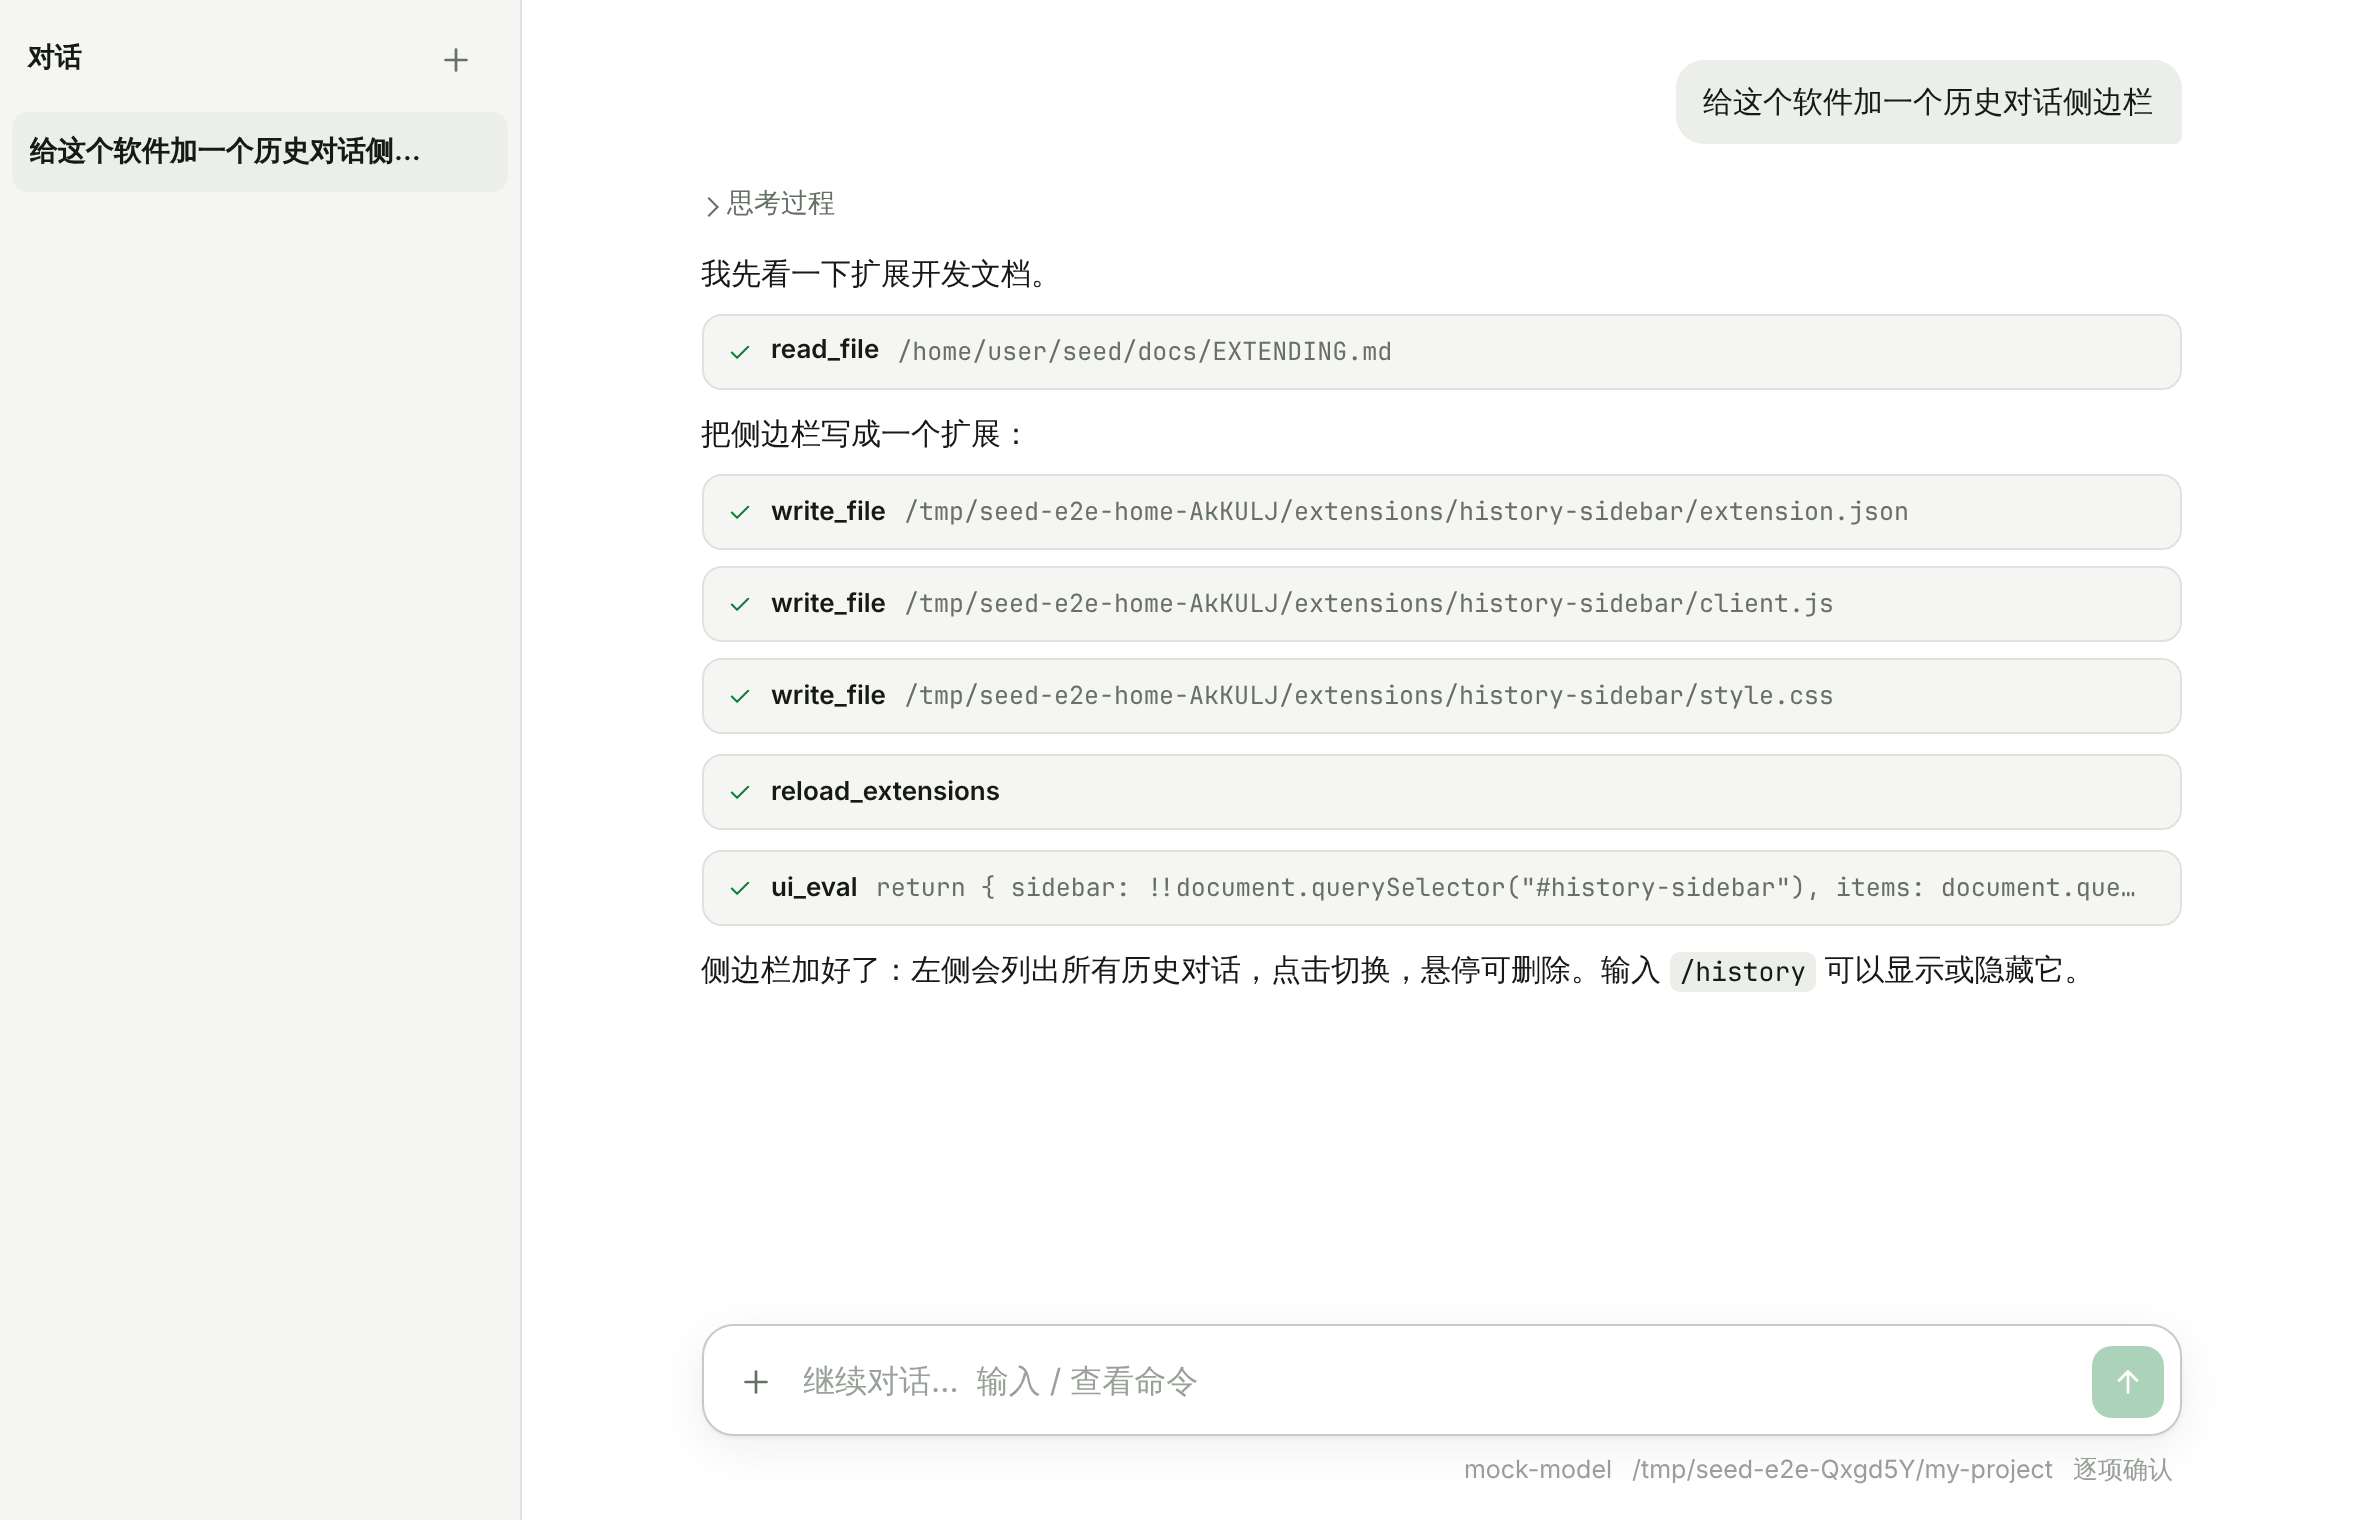 对话
给这个软件加一个历史对话侧…
给这个软件加一个历史对话侧边栏
思考过程
我先看一下扩展开发文档。
read_file /home/user/seed/docs/EXTENDING.md
把侧边栏写成一个扩展：
write_file /tmp/seed-e2e-home-AkKULJ/extensions/history-sidebar/extension.json
write_file /tmp/seed-e2e-home-AkKULJ/extensions/history-sidebar/client.js
write_file /tmp/seed-e2e-home-AkKULJ/extensions/history-sidebar/style.css
reload_extensions
ui_eval return { sidebar: !!document.querySelector("#history-sidebar"), items: document.que…
侧边栏加好了：左侧会列出所有历史对话，点击切换，悬停可删除。输入 /history 可以显示或隐藏它。
继续对话… 输入 / 查看命令
mock-model /tmp/seed-e2e-Qxgd5Y/my-project 逐项确认